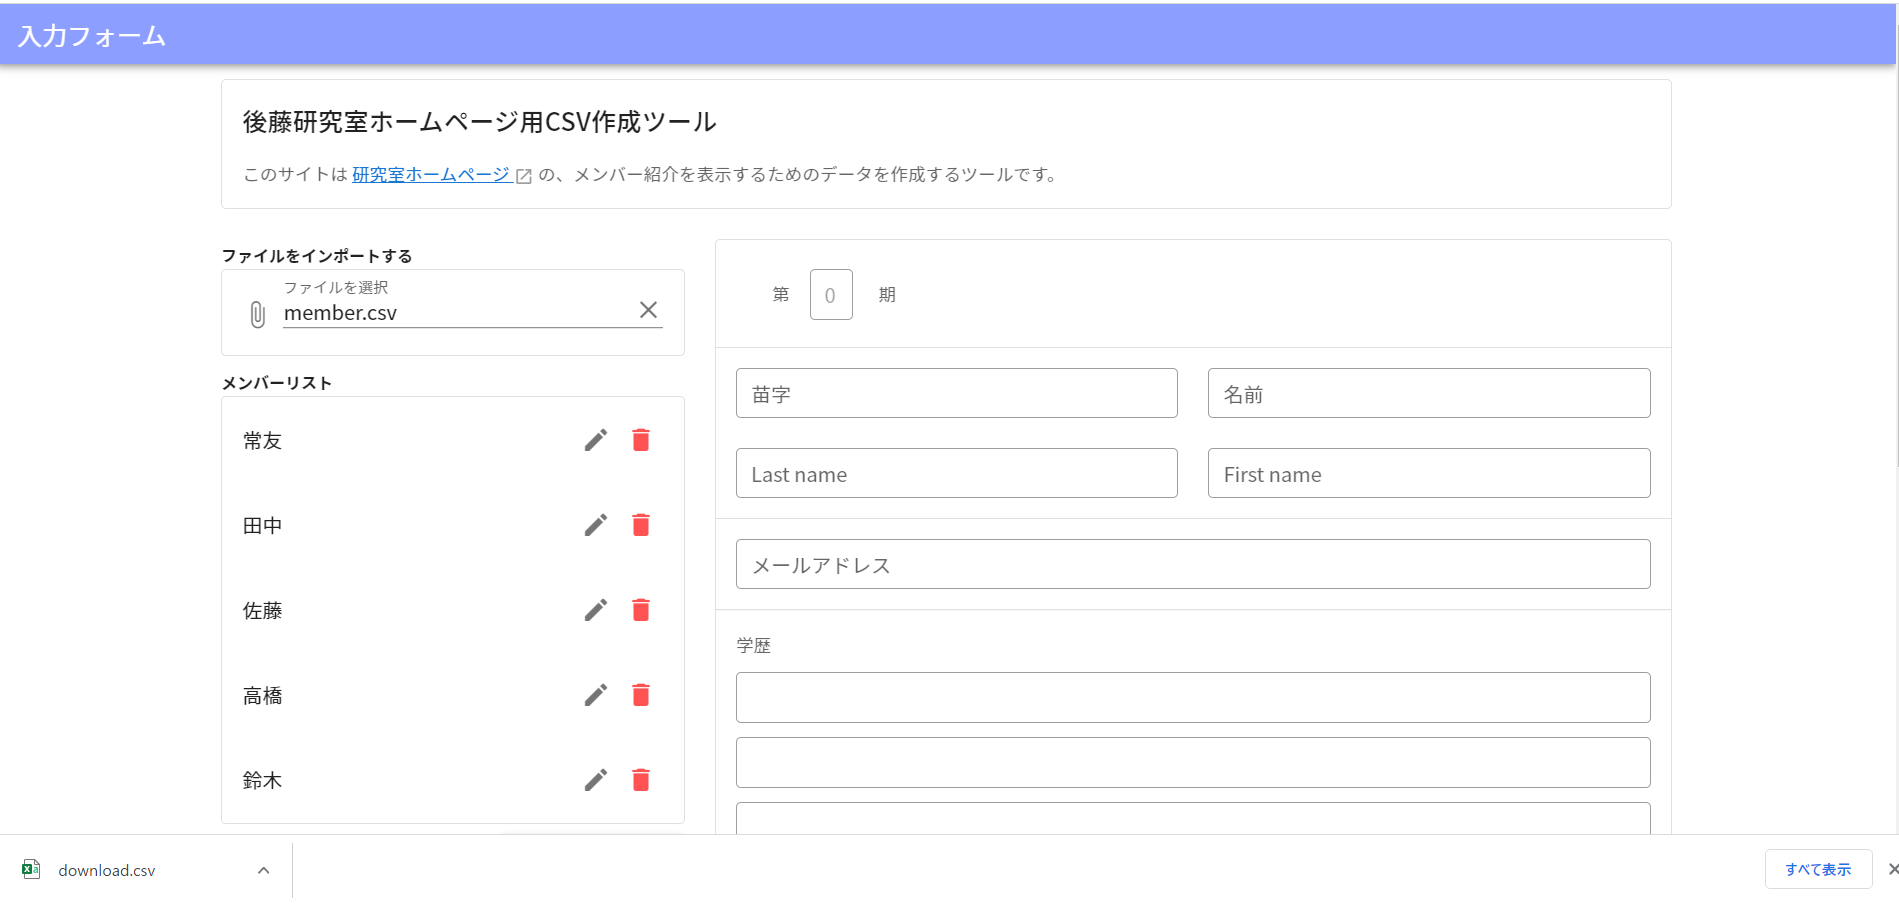 入力フォーム
後藤研究室ホームページ用CSV作成ツール
このサイトは 研究室ホームページ の、メンバー紹介を表示するためのデータを作成するツールです。
ファイルをインポートする
ファイルを選択
member.csv
メンバーリスト
常友
田中
佐藤
高橋
鈴木
第 0 期
苗字 名前
Last name First name
メールアドレス
学歴
download.csv
すべて表示